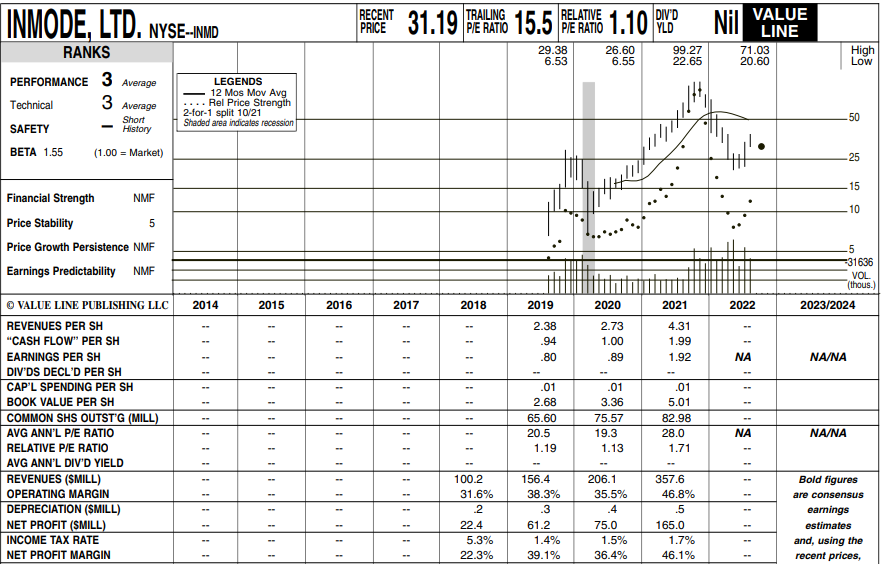 INMODE, LTD. NYSE--INMD RECENT PRICE 31.19 TRAILING P/E RATIO 15.5 RELATIVE P/E RATIO 1.10 DIV'D YLD Nil VALUE LINE
RANKS
29.38 26.60 99.27 71.03 High
6.53 6.55 22.65 20.60 Low
PERFORMANCE 3 Average
Technical 3 Average
SAFETY – Short History
BETA 1.55 (1.00 = Market)
LEGENDS
12 Mos Mov Avg
. . . . Rel Price Strength
2-for-1 split 10/21
Shaded area indicates recession
Financial Strength NMF
Price Stability 5
Price Growth Persistence NMF
Earnings Predictability NMF
50
25
15
10
5
31636
VOL.
(thous.)
© VALUE LINE PUBLISHING LLC 2014 2015 2016 2017 2018 2019 2020 2021 2022 2023/2024
REVENUES PER SH -- -- -- -- -- 2.38 2.73 4.31 --
“CASH FLOW” PER SH -- -- -- -- -- .94 1.00 1.99 --
EARNINGS PER SH -- -- -- -- -- .80 .89 1.92 NA NA/NA
DIV'DS DECL'D PER SH -- -- -- -- -- -- -- -- --
CAP'L SPENDING PER SH -- -- -- -- -- .01 .01 .01 --
BOOK VALUE PER SH -- -- -- -- -- 2.68 3.36 5.01 --
COMMON SHS OUTST'G (MILL) -- -- -- -- -- 65.60 75.57 82.98 --
AVG ANN'L P/E RATIO -- -- -- -- -- 20.5 19.3 28.0 NA NA/NA
RELATIVE P/E RATIO -- -- -- -- -- 1.19 1.13 1.71 --
AVG ANN'L DIV'D YIELD -- -- -- -- -- -- -- -- --
REVENUES ($MILL) -- -- -- -- 100.2 156.4 206.1 357.6 -- Bold figures
OPERATING MARGIN -- -- -- -- 31.6% 38.3% 35.5% 46.8% -- are consensus
DEPRECIATION ($MILL) -- -- -- -- .2 .3 .4 .5 -- earnings
NET PROFIT ($MILL) -- -- -- -- 22.4 61.2 75.0 165.0 -- estimates
INCOME TAX RATE -- -- -- -- 5.3% 1.4% 1.5% 1.7% -- and, using the
NET PROFIT MARGIN -- -- -- -- 22.3% 39.1% 36.4% 46.1% -- recent prices,